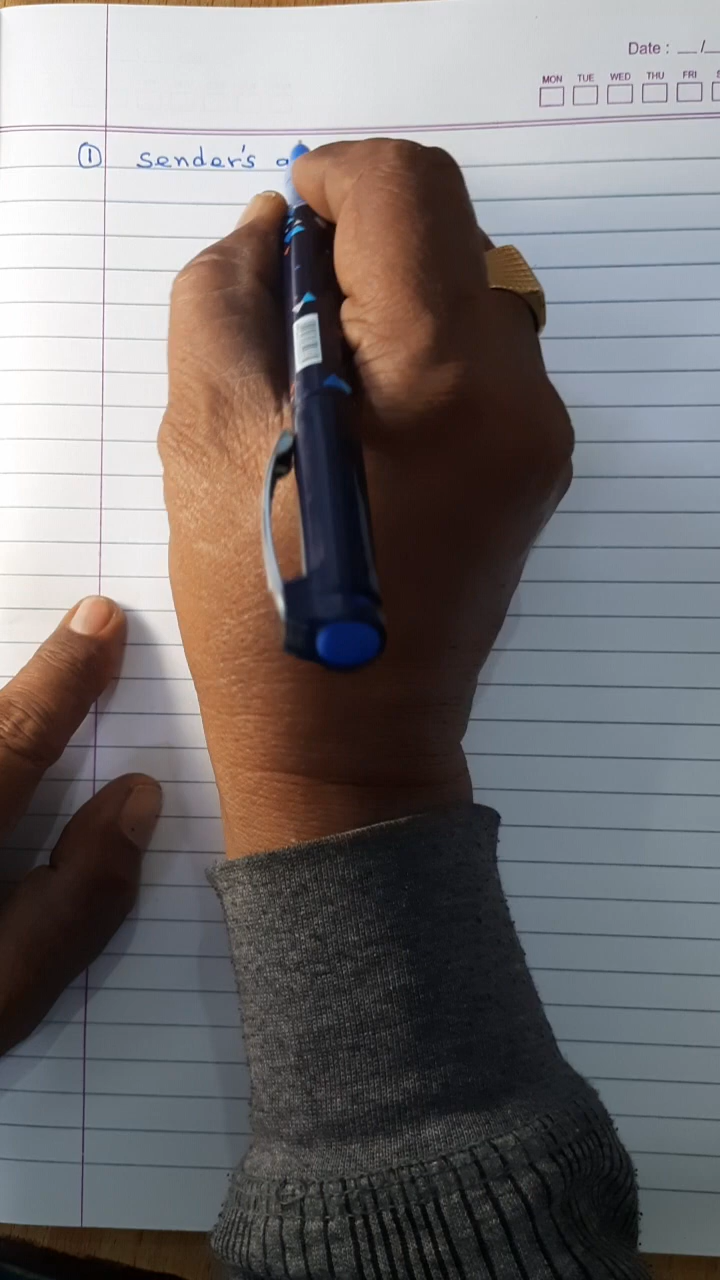 Date : __/__
MON TUE WED THU FRI S
① Sender's a